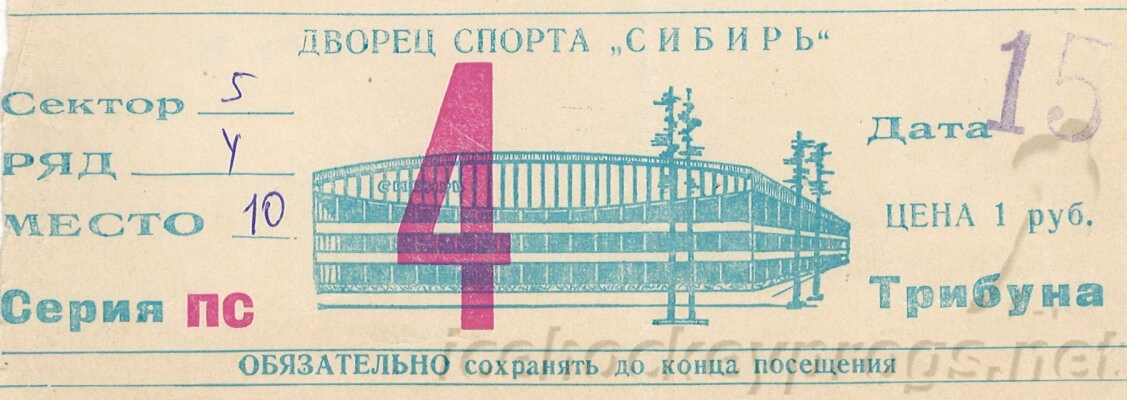 ДВОРЕЦ СПОРТА „СИБИРЬ“
Сектор 5
РЯД 4
МЕСТО 10
Серия ПС
4
СИБИРЬ
Дата 15
ЦЕНА 1 руб.
Трибуна
ОБЯЗАТЕЛЬНО сохранять до конца посещения
icehockeyprogs.net